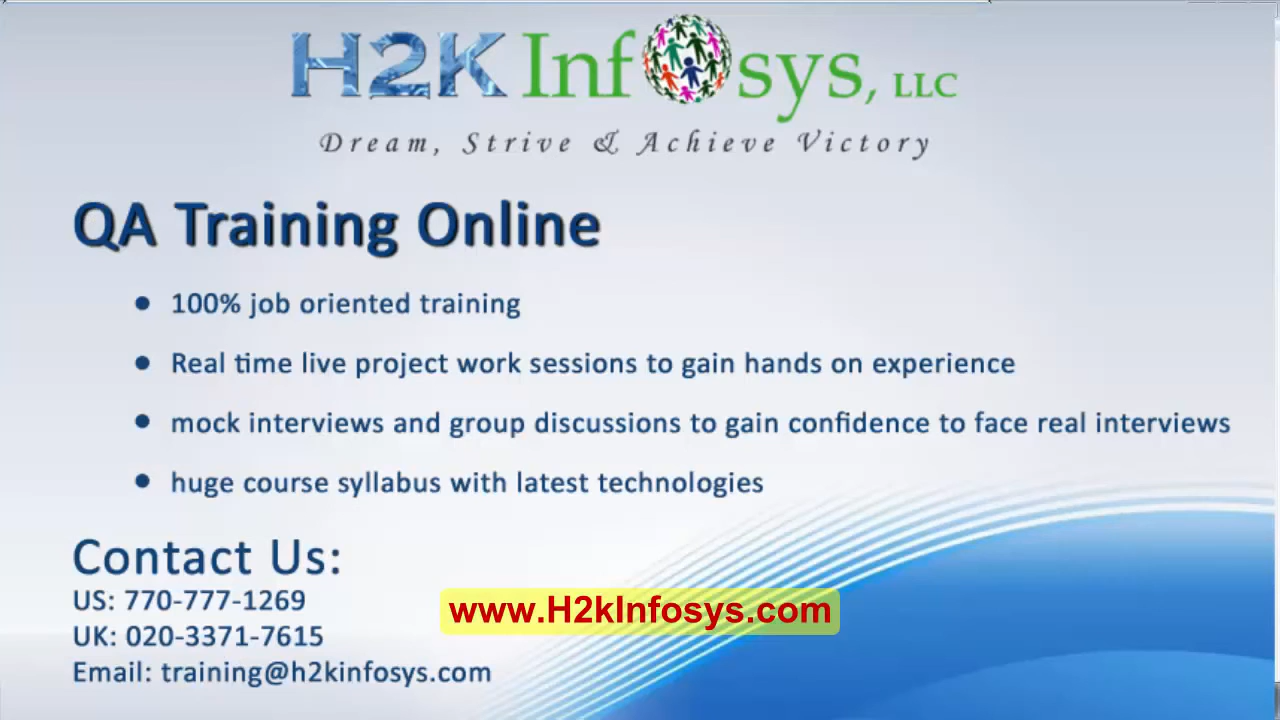 H2K Infosys, LLC
Dream, Strive & Achieve Victory
QA Training Online
• 100% job oriented training
• Real time live project work sessions to gain hands on experience
• mock interviews and group discussions to gain confidence to face real interviews
• huge course syllabus with latest technologies
Contact Us:
US: 770-777-1269
UK: 020-3371-7615
Email: training@h2kinfosys.com
www.H2kInfosys.com